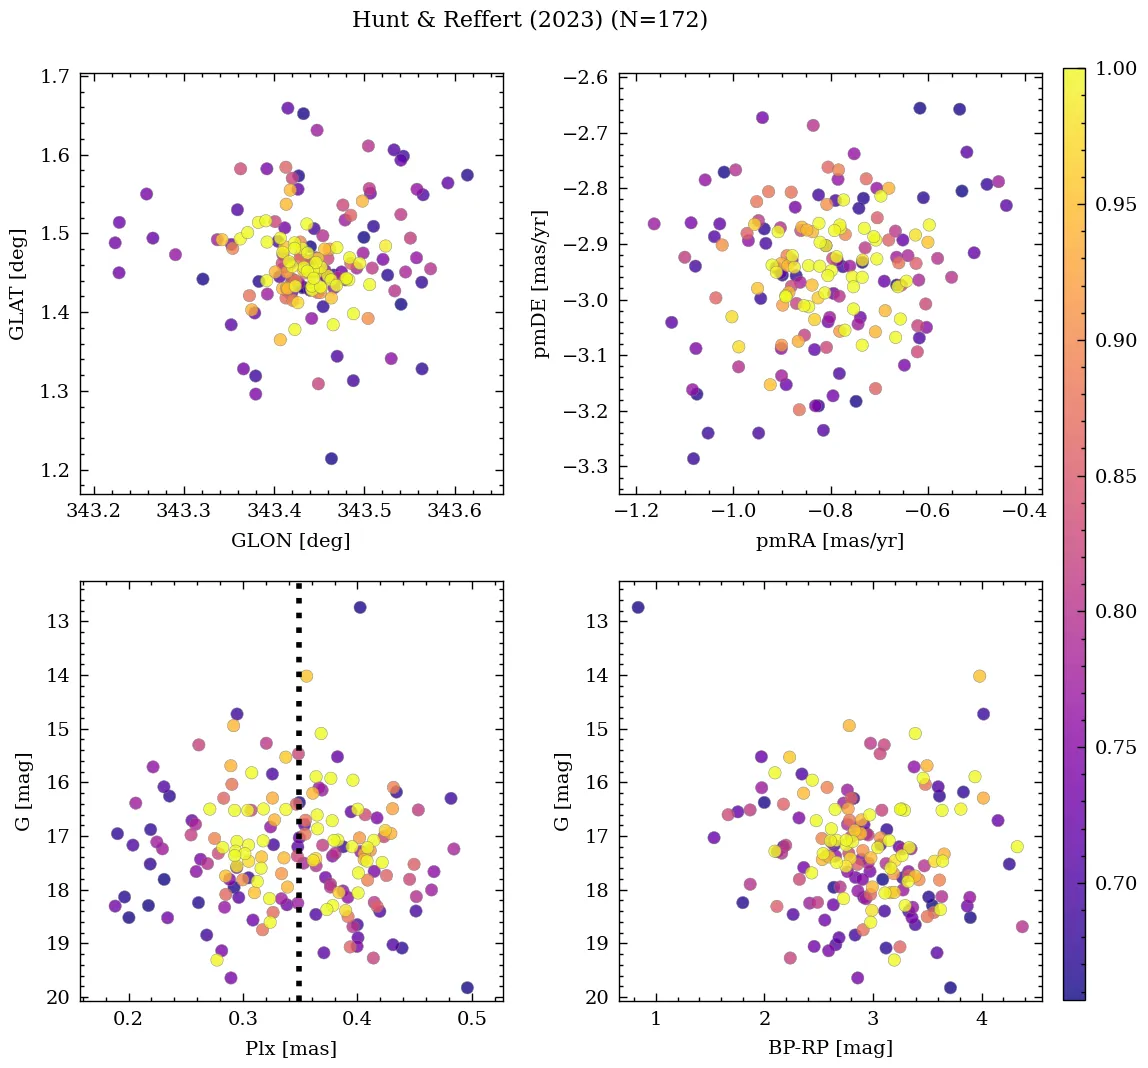 Hunt & Reffert (2023) (N=172)
1.7
1.6
1.5
1.4
1.3
1.2
GLAT [deg]
343.2 343.3 343.4 343.5 343.6
GLON [deg]
−2.6
−2.7
−2.8
−2.9
−3.0
−3.1
−3.2
−3.3
pmDE [mas/yr]
−1.2 −1.0 −0.8 −0.6 −0.4
pmRA [mas/yr]
13
14
15
16
17
18
19
20
G [mag]
0.2 0.3 0.4 0.5
Plx [mas]
13
14
15
16
17
18
19
20
G [mag]
1 2 3 4
BP-RP [mag]
1.00
0.95
0.90
0.85
0.80
0.75
0.70